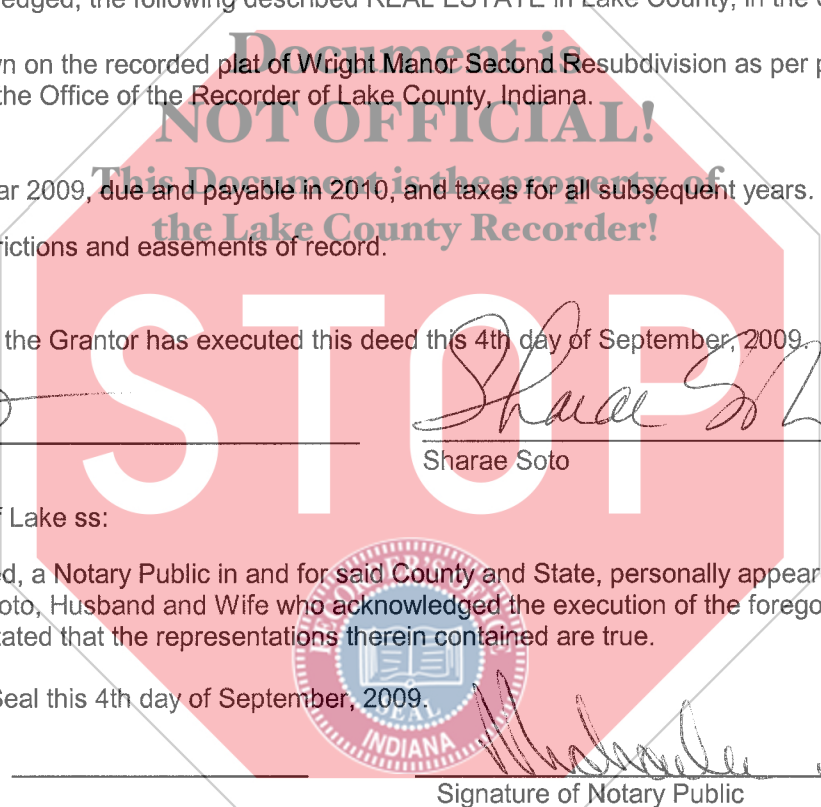 edged, the following described REAL ESTATE in Lake County, in the
Document is
wn on the recorded plat of Wright Manor Second Resubdivision as per p
the Office of the Recorder of Lake County, Indiana.
NOT OFFICIAL!
ar 2009, due and payable in 2010, and taxes for all subsequent years.
This Document is the property of
the Lake County Recorder!
rictions and easements of record.
STOP
the Grantor has executed this deed this 4th day of September, 2009.
Sharae So
Sharae Soto
f Lake ss:
ed, a Notary Public in and for said County and State, personally appear
oto, Husband and Wife who acknowledged the execution of the forego
tated that the representations therein contained are true.
RECORDER'S OFFICE
SEAL
INDIANA
Seal this 4th day of September, 2009.
Signature of Notary Public